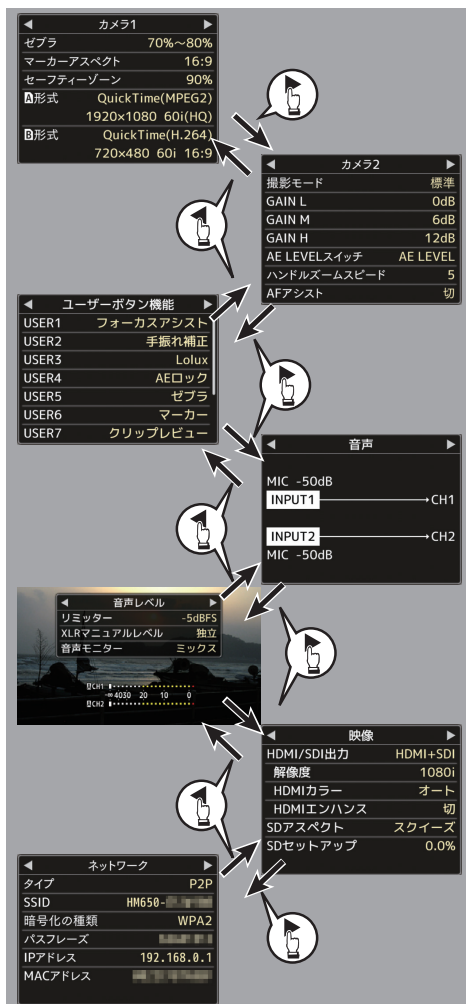 ◀ カメラ1 ▶
ゼブラ 70%~80%
マーカーアスペクト 16:9
セーフティーゾーン 90%
A形式 QuickTime(MPEG2)
1920×1080 60i(HQ)
B形式 QuickTime(H.264)
720×480 60i 16:9
◀ カメラ2 ▶
撮影モード 標準
GAIN L 0dB
GAIN M 6dB
GAIN H 12dB
AE LEVELスイッチ AE LEVEL
ハンドルズームスピード 5
AFアシスト 切
◀ ユーザーボタン機能 ▶
USER1 フォーカスアシスト
USER2 手振れ補正
USER3 Lolux
USER4 AEロック
USER5 ゼブラ
USER6 マーカー
USER7 クリップレビュー
◀ 音声 ▶
MIC -50dB
INPUT1 CH1
INPUT2 CH2
MIC -50dB
◀ 音声レベル ▶
リミッター -5dBFS
XLRマニュアルレベル 独立
音声モニター ミックス
CH1
-∞ 40 30 20 10 0
CH2
◀ 映像 ▶
HDMI/SDI出力 HDMI+SDI
解像度 1080i
HDMIカラー オート
HDMIエンハンス 切
SDアスペクト スクイーズ
SDセットアップ 0.0%
◀ ネットワーク ▶
タイプ P2P
SSID HM650-
暗号化の種類 WPA2
パスフレーズ
IPアドレス 192.168.0.1
MACアドレス